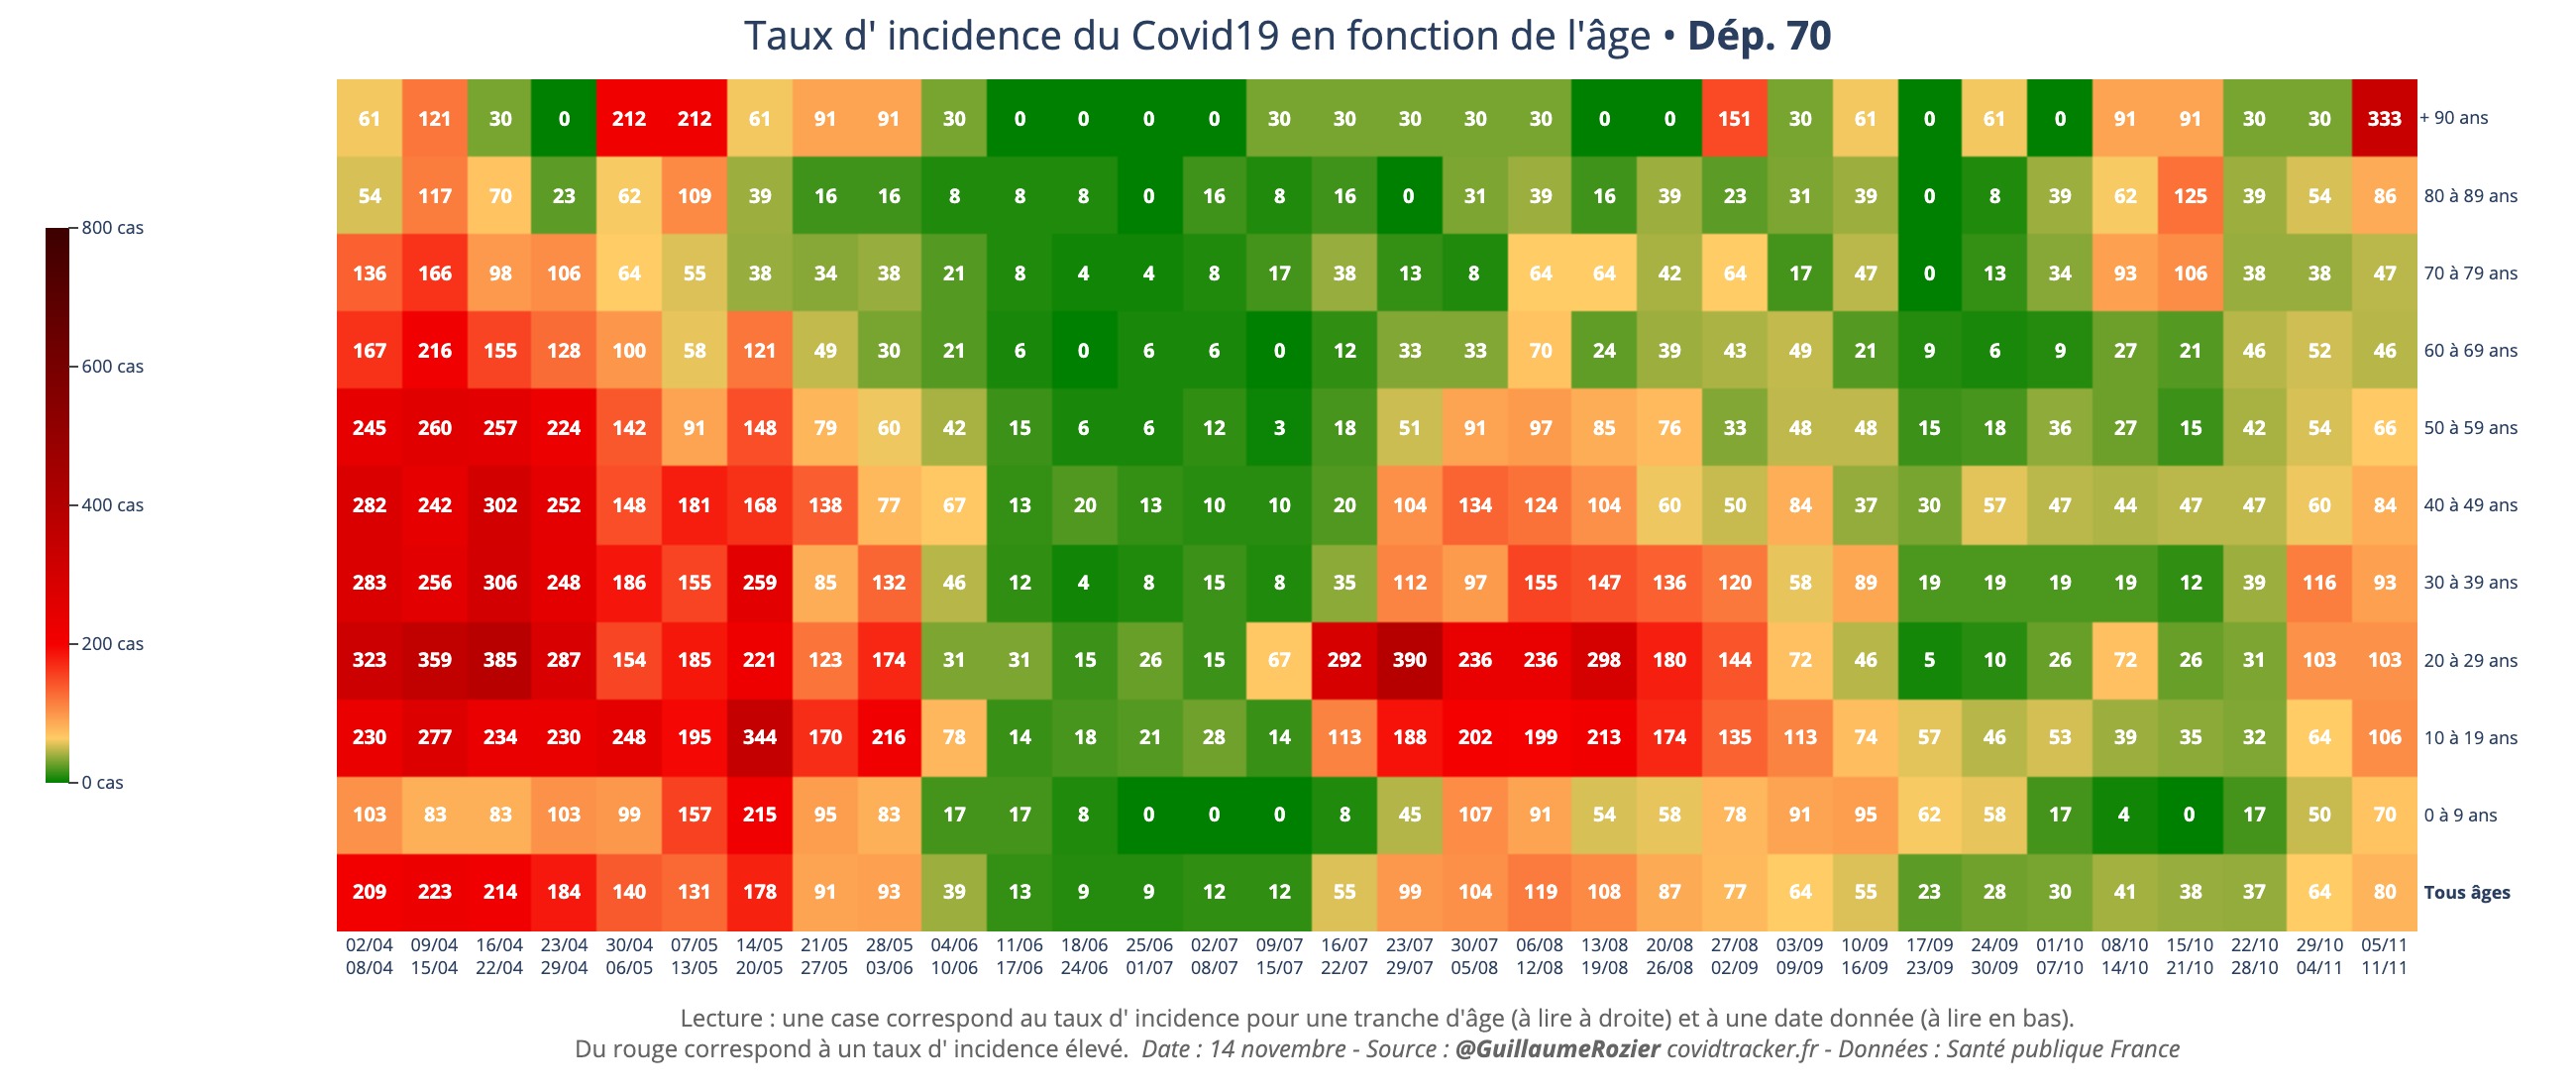 Taux d' incidence du Covid19 en fonction de l'âge • Dép. 70
800 cas
600 cas
400 cas
200 cas
0 cas
61 121 30 0 212 212 61 91 91 30 0 0 0 0 30 30 30 30 30 0 0 151 30 61 0 61 0 91 91 30 30 333 + 90 ans
54 117 70 23 62 109 39 16 16 8 8 8 0 16 8 16 0 31 39 16 39 23 31 39 0 8 39 62 125 39 54 86 80 à 89 ans
136 166 98 106 64 55 38 34 38 21 8 4 4 8 17 38 13 8 64 64 42 64 17 47 0 13 34 93 106 38 38 47 70 à 79 ans
167 216 155 128 100 58 121 49 30 21 6 0 6 6 0 12 33 33 70 24 39 43 49 21 9 6 9 27 21 46 52 46 60 à 69 ans
245 260 257 224 142 91 148 79 60 42 15 6 6 12 3 18 51 91 97 85 76 33 48 48 15 18 36 27 15 42 54 66 50 à 59 ans
282 242 302 252 148 181 168 138 77 67 13 20 13 10 10 20 104 134 124 104 60 50 84 37 30 57 47 44 47 47 60 84 40 à 49 ans
283 256 306 248 186 155 259 85 132 46 12 4 8 15 8 35 112 97 155 147 136 120 58 89 19 19 19 19 12 39 116 93 30 à 39 ans
323 359 385 287 154 185 221 123 174 31 31 15 26 15 67 292 390 236 236 298 180 144 72 46 5 10 26 72 26 31 103 103 20 à 29 ans
230 277 234 230 248 195 344 170 216 78 14 18 21 28 14 113 188 202 199 213 174 135 113 74 57 46 53 39 35 32 64 106 10 à 19 ans
103 83 83 103 99 157 215 95 83 17 17 8 0 0 0 8 45 107 91 54 58 78 91 95 62 58 17 4 0 17 50 70 0 à 9 ans
209 223 214 184 140 131 178 91 93 39 13 9 9 12 12 55 99 104 119 108 87 77 64 55 23 28 30 41 38 37 64 80 Tous âges
02/04 09/04 16/04 23/04 30/04 07/05 14/05 21/05 28/05 04/06 11/06 18/06 25/06 02/07 09/07 16/07 23/07 30/07 06/08 13/08 20/08 27/08 03/09 10/09 17/09 24/09 01/10 08/10 15/10 22/10 29/10 05/11
08/04 15/04 22/04 29/04 06/05 13/05 20/05 27/05 03/06 10/06 17/06 24/06 01/07 08/07 15/07 22/07 29/07 05/08 12/08 19/08 26/08 02/09 09/09 16/09 23/09 30/09 07/10 14/10 21/10 28/10 04/11 11/11
Lecture : une case correspond au taux d' incidence pour une tranche d'âge (à lire à droite) et à une date donnée (à lire en bas).
Du rouge correspond à un taux d' incidence élevé. Date : 14 novembre - Source : @GuillaumeRozier covidtracker.fr - Données : Santé publique France